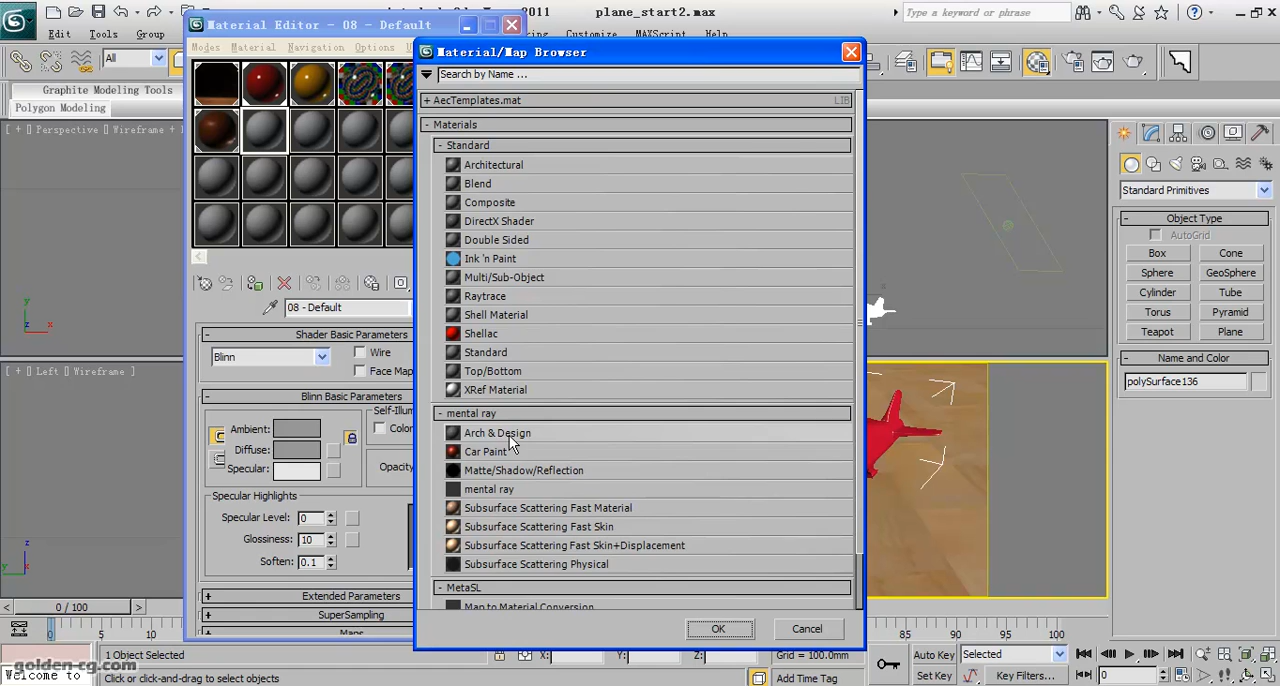 2011 plane_start2.max
Type a keyword or phrase
Edit Tools Group
Customize MAXScript
All
Graphite Modeling Tools
Polygon Modeling
[ + [] Perspective [] Wireframe +
[ + [] Left [] Wireframe ]
Material Editor - 08 - Default
Modes Material Navigation Options
08 - Default
- Shader Basic Parameters
Blinn
Wire
Face Map
- Blinn Basic Parameters
Self-Illum
Ambient:
Color
Diffuse:
Specular:
Opacity
Specular Highlights
Specular Level: 0
Glossiness: 10
Soften: 0.1
+ Extended Parameters
+ SuperSampling
+ Maps
Material/Map Browser
Search by Name ...
+ AecTemplates.mat LIB
- Materials
- Standard
Architectural
Blend
Composite
DirectX Shader
Double Sided
Ink 'n Paint
Multi/Sub-Object
Raytrace
Shell Material
Shellac
Standard
Top/Bottom
XRef Material
- mental ray
Arch & Design
Car Paint
Matte/Shadow/Reflection
mental ray
Subsurface Scattering Fast Material
Subsurface Scattering Fast Skin
Subsurface Scattering Fast Skin+Displacement
Subsurface Scattering Physical
- MetaSL
Map to Material Conversion
OK Cancel
Standard Primitives
- Object Type
AutoGrid
Box Cone
Sphere GeoSphere
Cylinder Tube
Torus Pyramid
Teapot Plane
- Name and Color
polySurface136
< 0 / 100 >
0 5 10
85 90 95 100
1 Object Selected X: Y: Z: Grid = 100.0mm
Auto Key Selected
Set Key Key Filters... 0
golden-cg.com
Welcome to
Click or click-and-drag to select objects
Add Time Tag